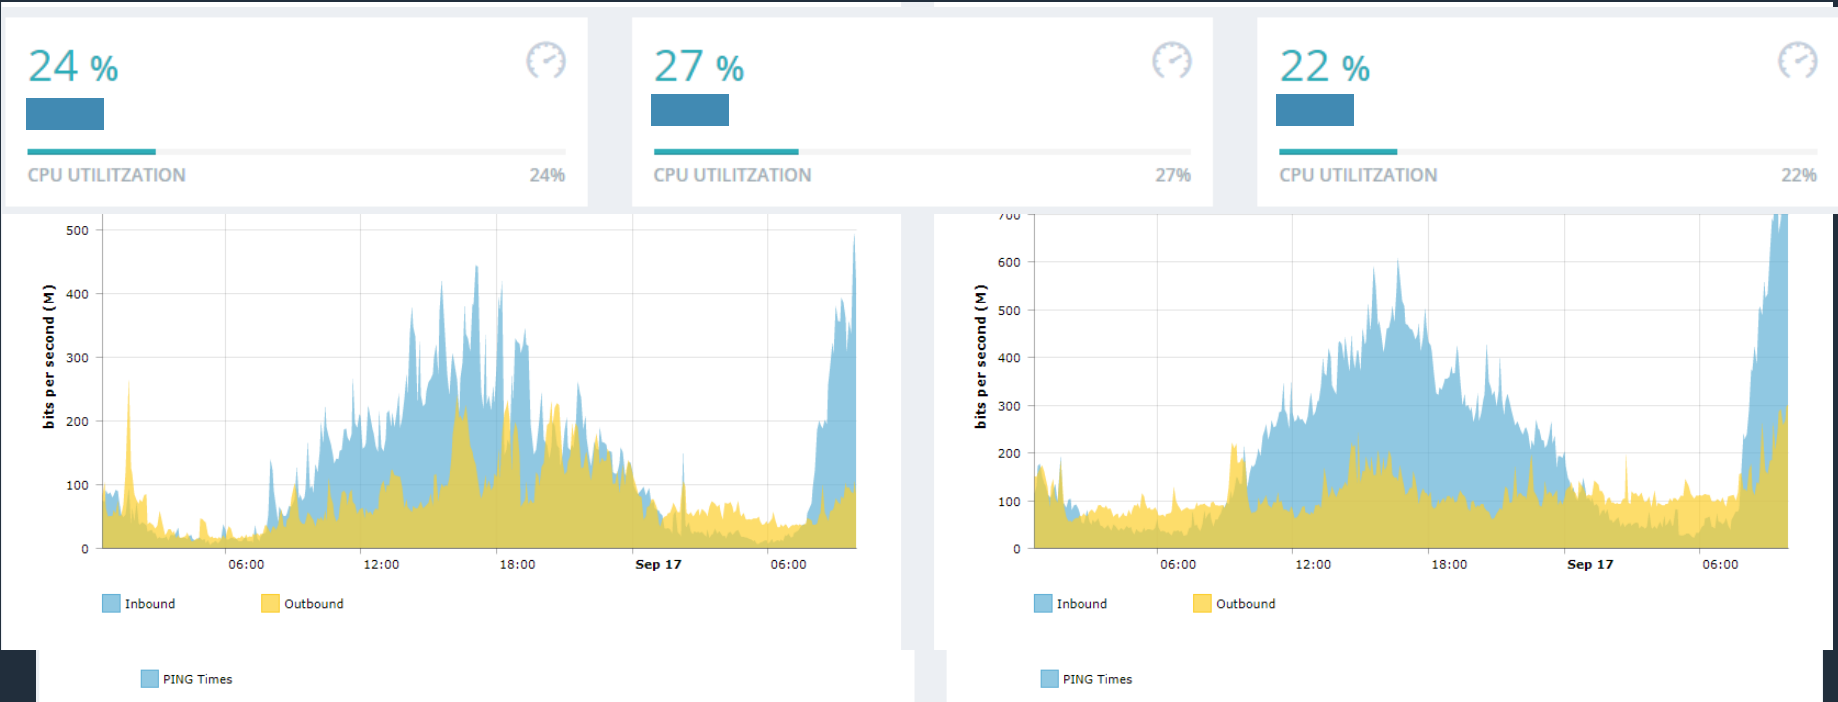 24 %
CPU UTILITZATION 24%
27 %
CPU UTILITZATION 27%
22 %
CPU UTILITZATION 22%
500
400
300
200
100
0
bits per second (M)
06:00 12:00 18:00 Sep 17 06:00
Inbound Outbound
PING Times
700
600
500
400
300
200
100
0
bits per second (M)
06:00 12:00 18:00 Sep 17 06:00
Inbound Outbound
PING Times